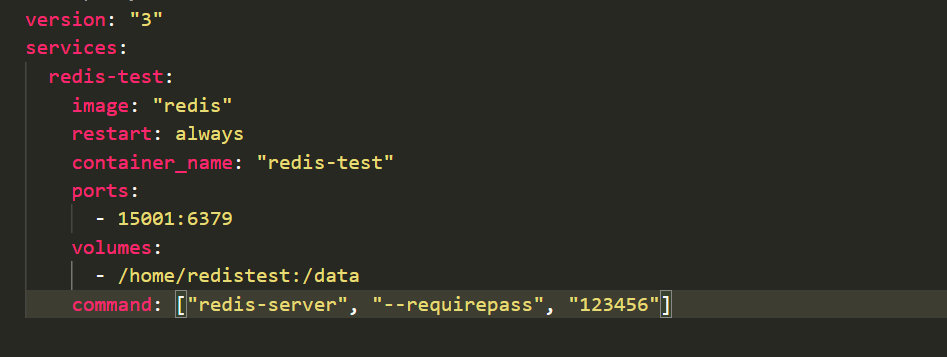 version: "3"
services:
  redis-test:
    image: "redis"
    restart: always
    container_name: "redis-test"
    ports:
      - 15001:6379
    volumes:
      - /home/redistest:/data
    command: ["redis-server", "--requirepass", "123456"]